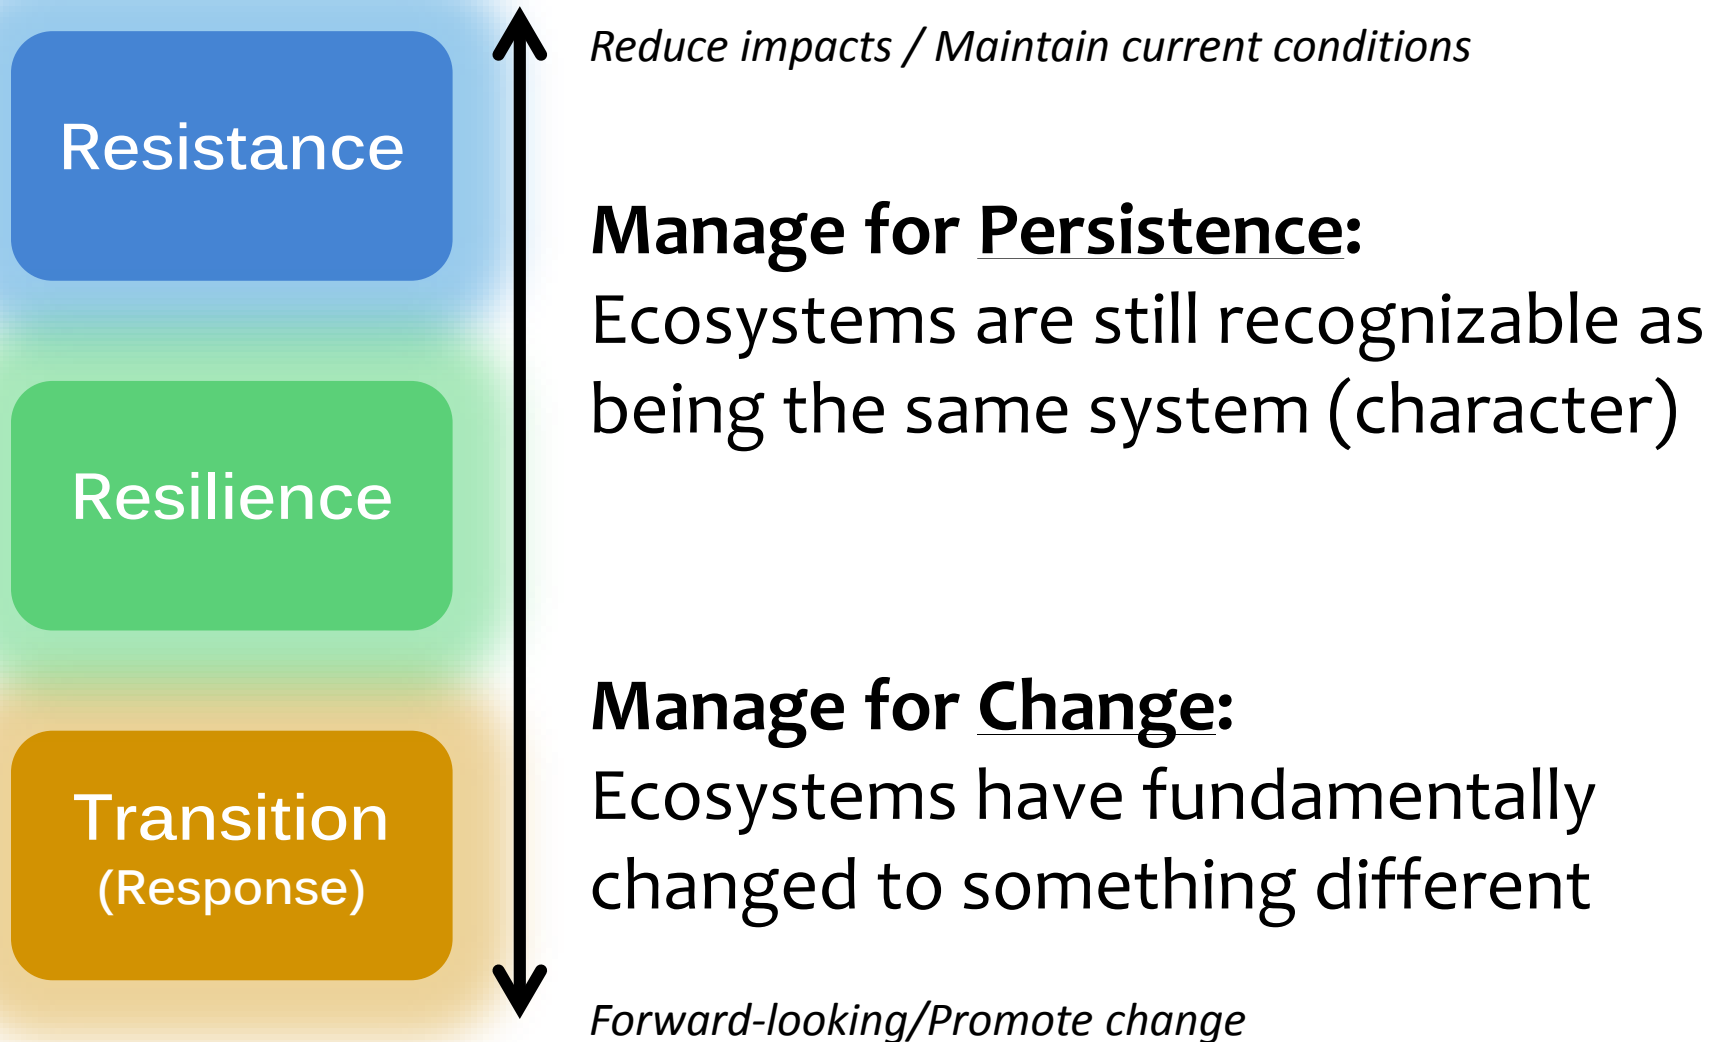 Reduce impacts / Maintain current conditions
Resistance
Manage for Persistence:
Ecosystems are still recognizable as
being the same system (character)
Resilience
Manage for Change:
Ecosystems have fundamentally
changed to something different
Transition
(Response)
Forward-looking/Promote change